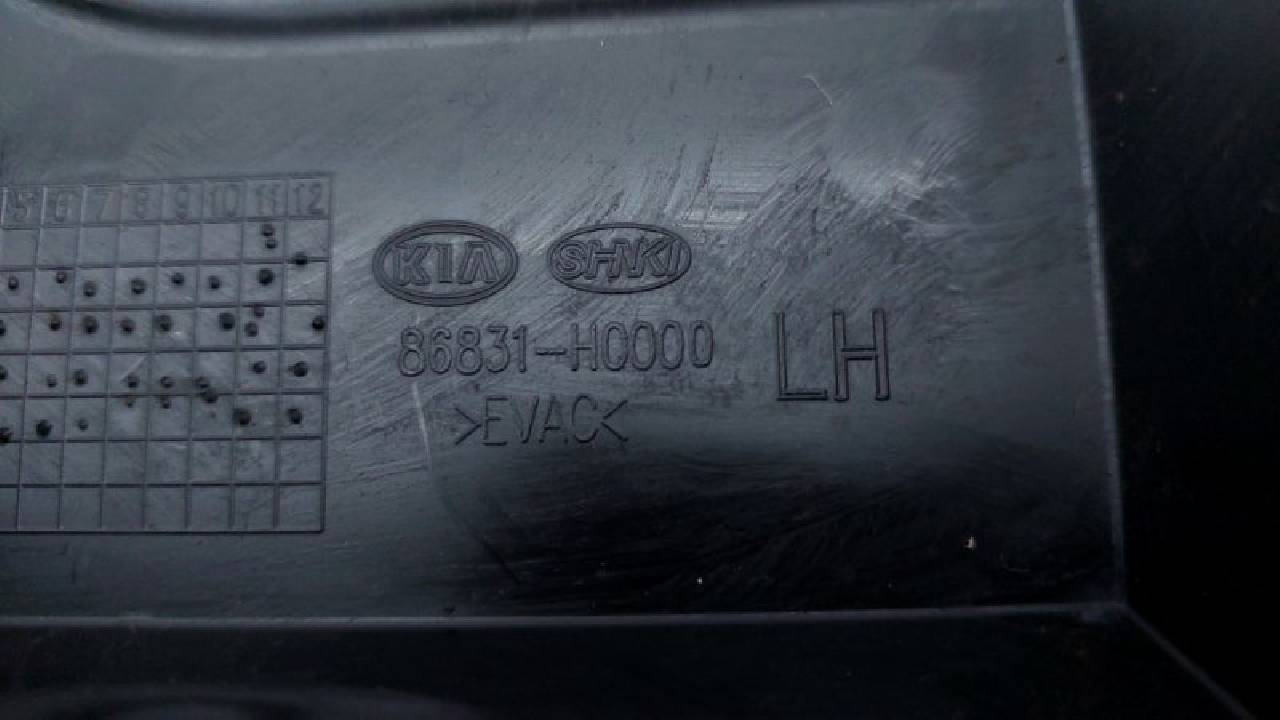 5 6 7 8 9 10 11 12
KIA SHNKI
86831-H0000 LH
>EVAC<